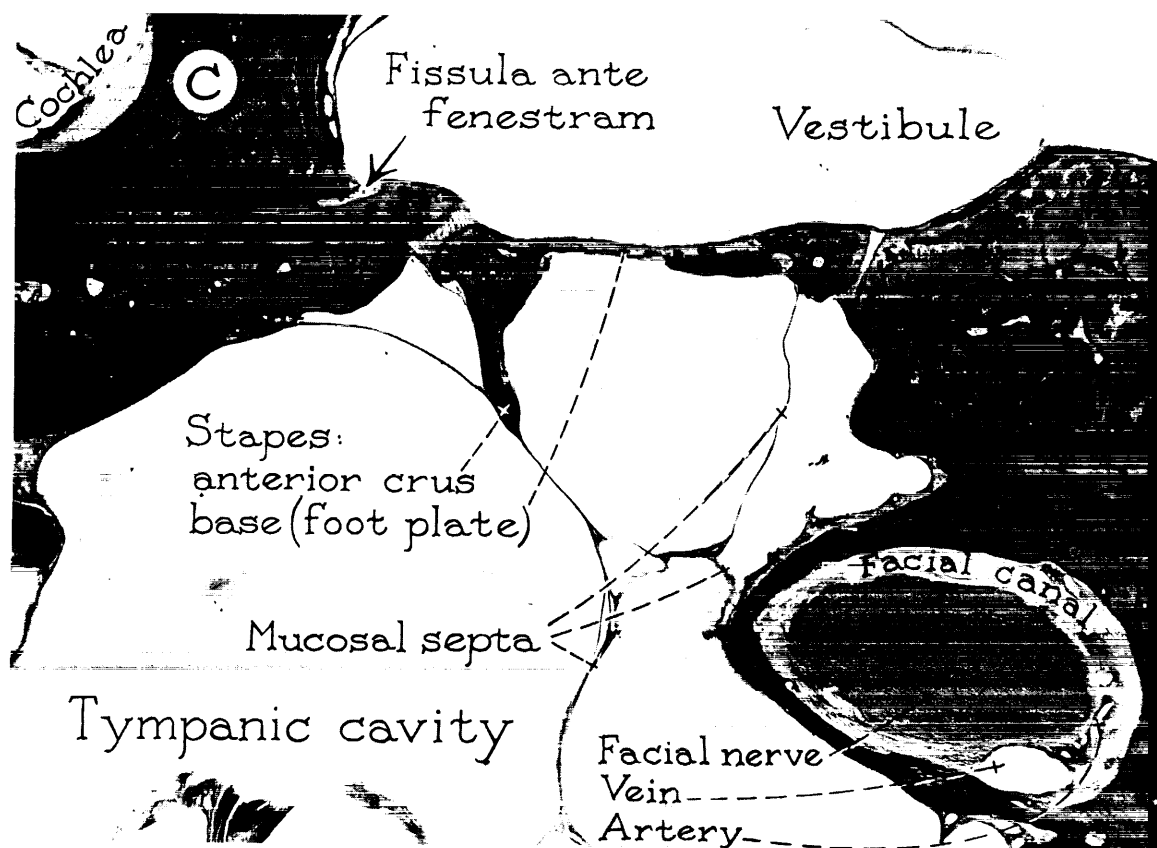 Cochlea
C
Fissula ante
fenestram
Vestibule
Stapes:
anterior crus
base (foot plate)
Mucosal septa
Facial canal
Tympanic cavity
Facial nerve
Vein
Artery